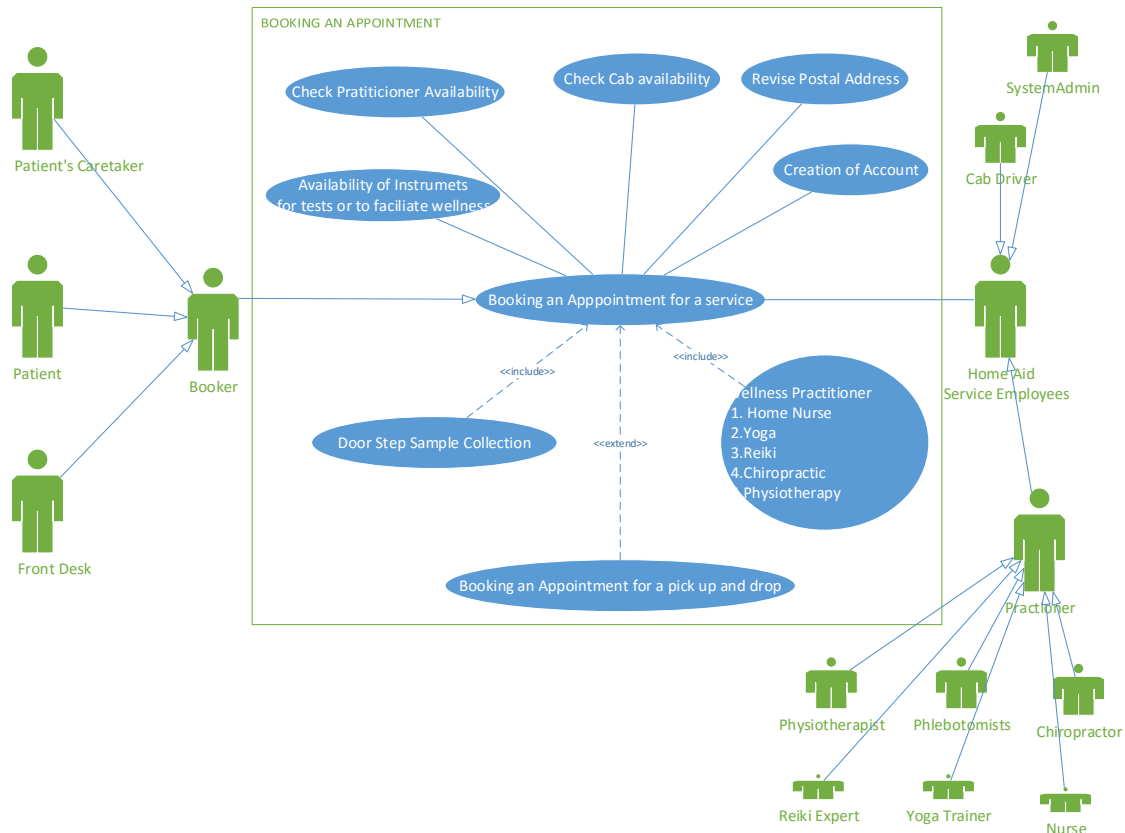 BOOKING AN APPOINTMENT
SystemAdmin
Check Cab availability
Revise Postal Address
Check Pratiticioner Availability
Patient's Caretaker
Cab Driver
Creation of Account
Availability of Instrumets
for tests or to faciliate wellness
Booking an Apppointment for a service
Patient
Booker
Home Aid
Service Employees
<<include>>
<<include>>
ellness Practitioner
1. Home Nurse
2.Yoga
3.Reiki
4.Chiropractic
Physiotherapy
Door Step Sample Collection
<<extend>>
Front Desk
Booking an Appointment for a pick up and drop
Practioner
Physiotherapist
Phlebotomists
Chiropractor
Reiki Expert
Yoga Trainer
Nurse